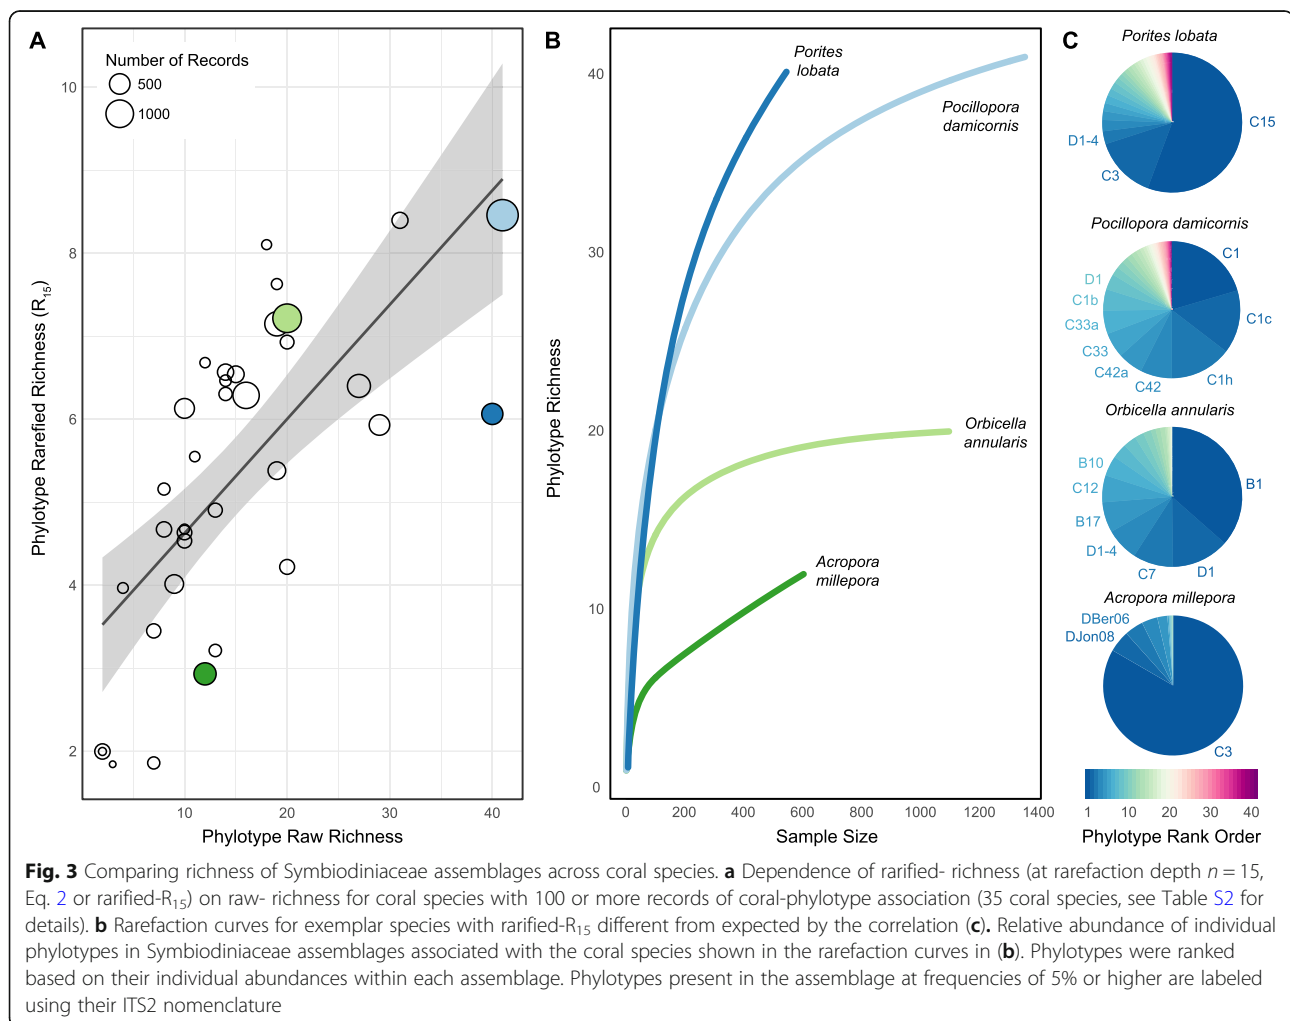 A
Number of Records
500
1000
10
8
6
4
2
Phylotype Rarefied Richness (R15)
10
20
30
40
Phylotype Raw Richness
B
Porites
lobata
Pocillopora
damicornis
Orbicella
annularis
Acropora
millepora
40
30
20
10
0
Phylotype Richness
0
200
400
600
800
1000
1200
1400
Sample Size
C
Porites lobata
C15
D1-4
C3
Pocillopora damicornis
C1
D1
C1b
C1c
C33a
C33
C42a
C42
C1h
Orbicella annularis
B10
C12
B1
B17
D1-4
C7
D1
Acropora millepora
DBer06
DJon08
C3
1
10
20
30
40
Phylotype Rank Order
Fig. 3 Comparing richness of Symbiodiniaceae assemblages across coral species. a Dependence of rarified- richness (at rarefaction depth n = 15,
Eq. 2 or rarified-R15) on raw- richness for coral species with 100 or more records of coral-phylotype association (35 coral species, see Table S2 for
details). b Rarefaction curves for exemplar species with rarified-R15 different from expected by the correlation (c). Relative abundance of individual
phylotypes in Symbiodiniaceae assemblages associated with the coral species shown in the rarefaction curves in (b). Phylotypes were ranked
based on their individual abundances within each assemblage. Phylotypes present in the assemblage at frequencies of 5% or higher are labeled
using their ITS2 nomenclature